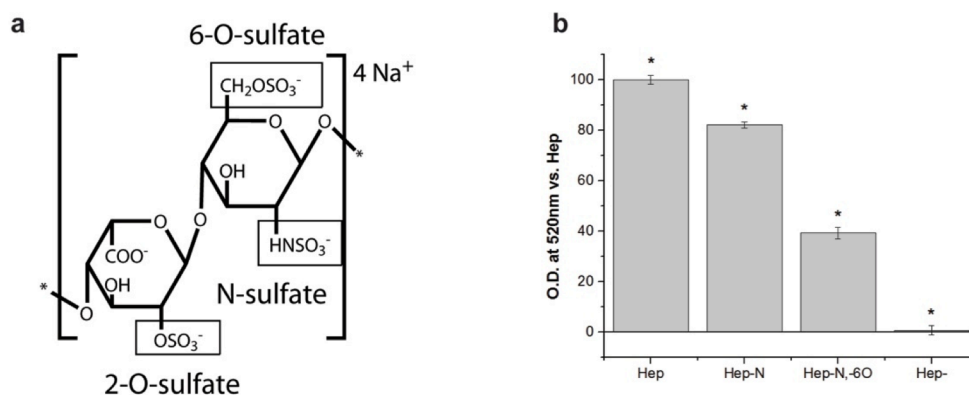 a
6-O-sulfate
4 Na⁺
CH₂OSO₃⁻
O
O
*
OH
O
O
HNSO₃⁻
COO⁻
*
OH
N-sulfate
O
OSO₃⁻
2-O-sulfate
b
O.D. at 520nm vs. Hep
100
80
60
40
20
0
*
*
*
*
Hep
Hep-N
Hep-N,-6O
Hep-